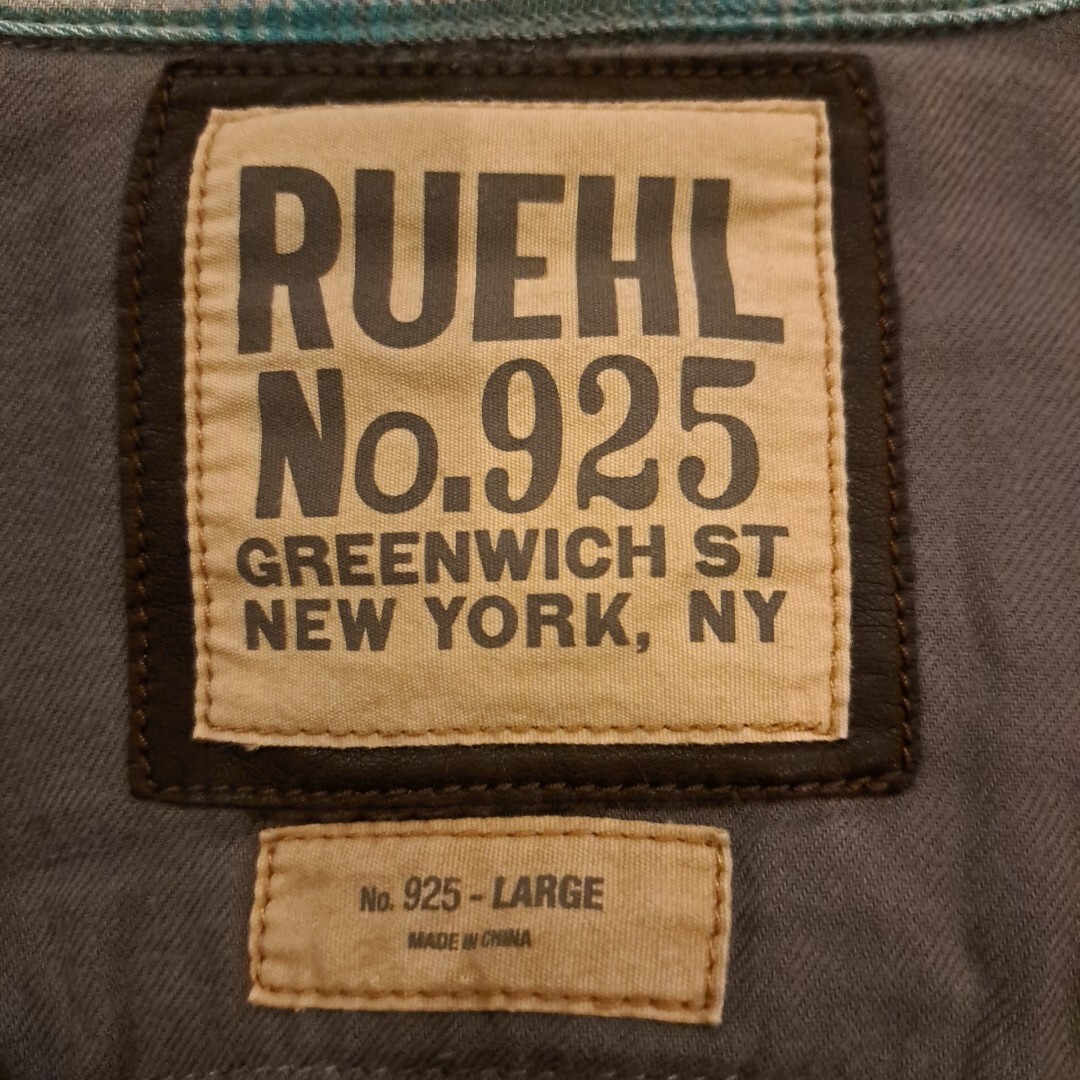 RUEHL
No.925
GREENWICH ST
NEW YORK, NY
No. 925 - LARGE
MADE IN CHINA